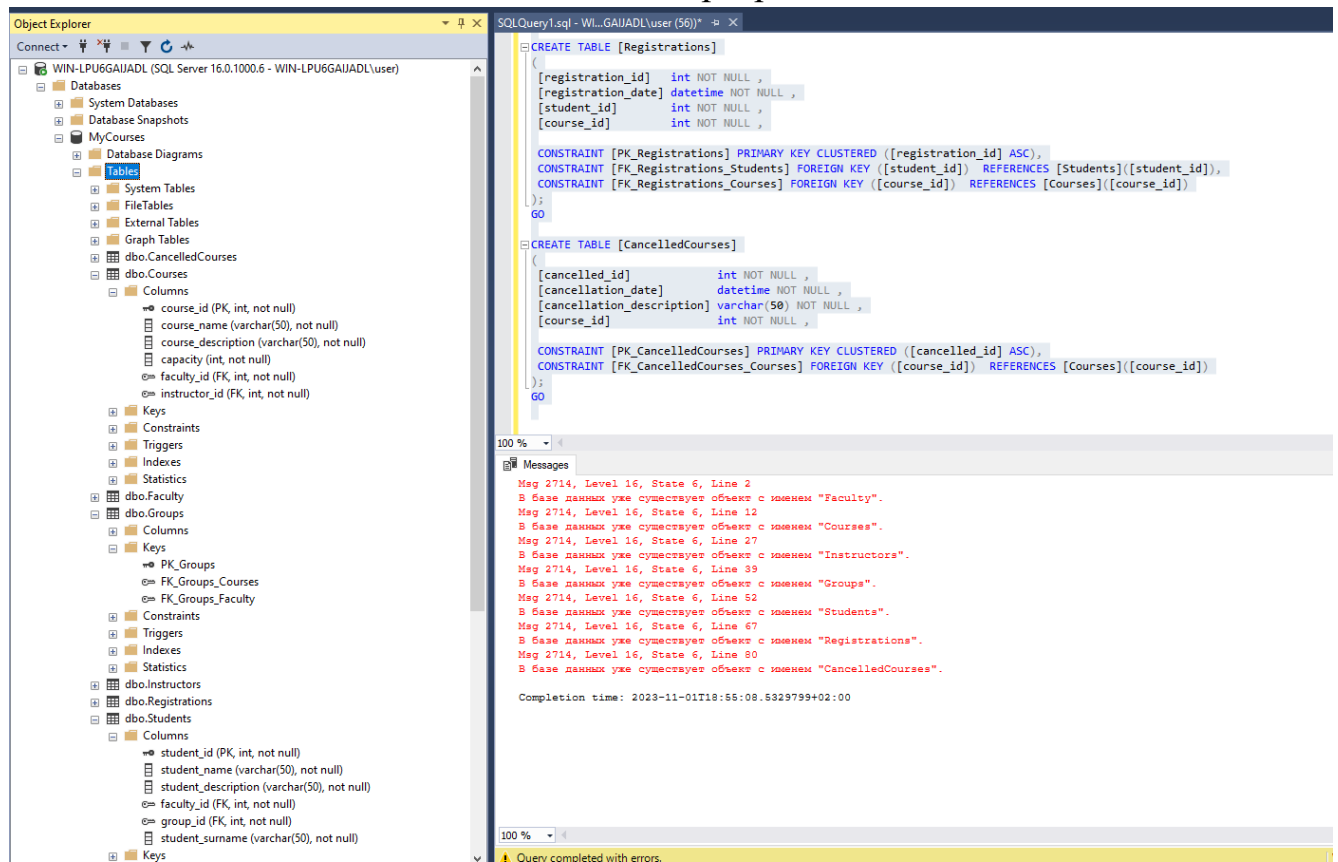 Object Explorer
Connect
WIN-LPU6GAIJADL (SQL Server 16.0.1000.6 - WIN-LPU6GAIJADL\user)
Databases
System Databases
Database Snapshots
MyCourses
Database Diagrams
Tables
System Tables
FileTables
External Tables
Graph Tables
dbo.CancelledCourses
dbo.Courses
Columns
course_id (PK, int, not null)
course_name (varchar(50), not null)
course_description (varchar(50), not null)
capacity (int, not null)
faculty_id (FK, int, not null)
instructor_id (FK, int, not null)
Keys
Constraints
Triggers
Indexes
Statistics
dbo.Faculty
dbo.Groups
Columns
Keys
PK_Groups
FK_Groups_Courses
FK_Groups_Faculty
Constraints
Triggers
Indexes
Statistics
dbo.Instructors
dbo.Registrations
dbo.Students
Columns
student_id (PK, int, not null)
student_name (varchar(50), not null)
student_description (varchar(50), not null)
faculty_id (FK, int, not null)
group_id (FK, int, not null)
student_surname (varchar(50), not null)
Keys
SQLQuery1.sql - WI...GAIJADL\user (56))*
CREATE TABLE [Registrations]
(
[registration_id] int NOT NULL ,
[registration_date] datetime NOT NULL ,
[student_id] int NOT NULL ,
[course_id] int NOT NULL ,
CONSTRAINT [PK_Registrations] PRIMARY KEY CLUSTERED ([registration_id] ASC),
CONSTRAINT [FK_Registrations_Students] FOREIGN KEY ([student_id]) REFERENCES [Students]([student_id]),
CONSTRAINT [FK_Registrations_Courses] FOREIGN KEY ([course_id]) REFERENCES [Courses]([course_id])
);
GO
CREATE TABLE [CancelledCourses]
(
[cancelled_id] int NOT NULL ,
[cancellation_date] datetime NOT NULL ,
[cancellation_description] varchar(50) NOT NULL ,
[course_id] int NOT NULL ,
CONSTRAINT [PK_CancelledCourses] PRIMARY KEY CLUSTERED ([cancelled_id] ASC),
CONSTRAINT [FK_CancelledCourses_Courses] FOREIGN KEY ([course_id]) REFERENCES [Courses]([course_id])
);
GO
100 %
Messages
Msg 2714, Level 16, State 6, Line 2
В базе данных уже существует объект с именем "Faculty".
Msg 2714, Level 16, State 6, Line 12
В базе данных уже существует объект с именем "Courses".
Msg 2714, Level 16, State 6, Line 27
В базе данных уже существует объект с именем "Instructors".
Msg 2714, Level 16, State 6, Line 39
В базе данных уже существует объект с именем "Groups".
Msg 2714, Level 16, State 6, Line 52
В базе данных уже существует объект с именем "Students".
Msg 2714, Level 16, State 6, Line 67
В базе данных уже существует объект с именем "Registrations".
Msg 2714, Level 16, State 6, Line 80
В базе данных уже существует объект с именем "CancelledCourses".
Completion time: 2023-11-01T18:55:08.5329799+02:00
100 %
Query completed with errors.